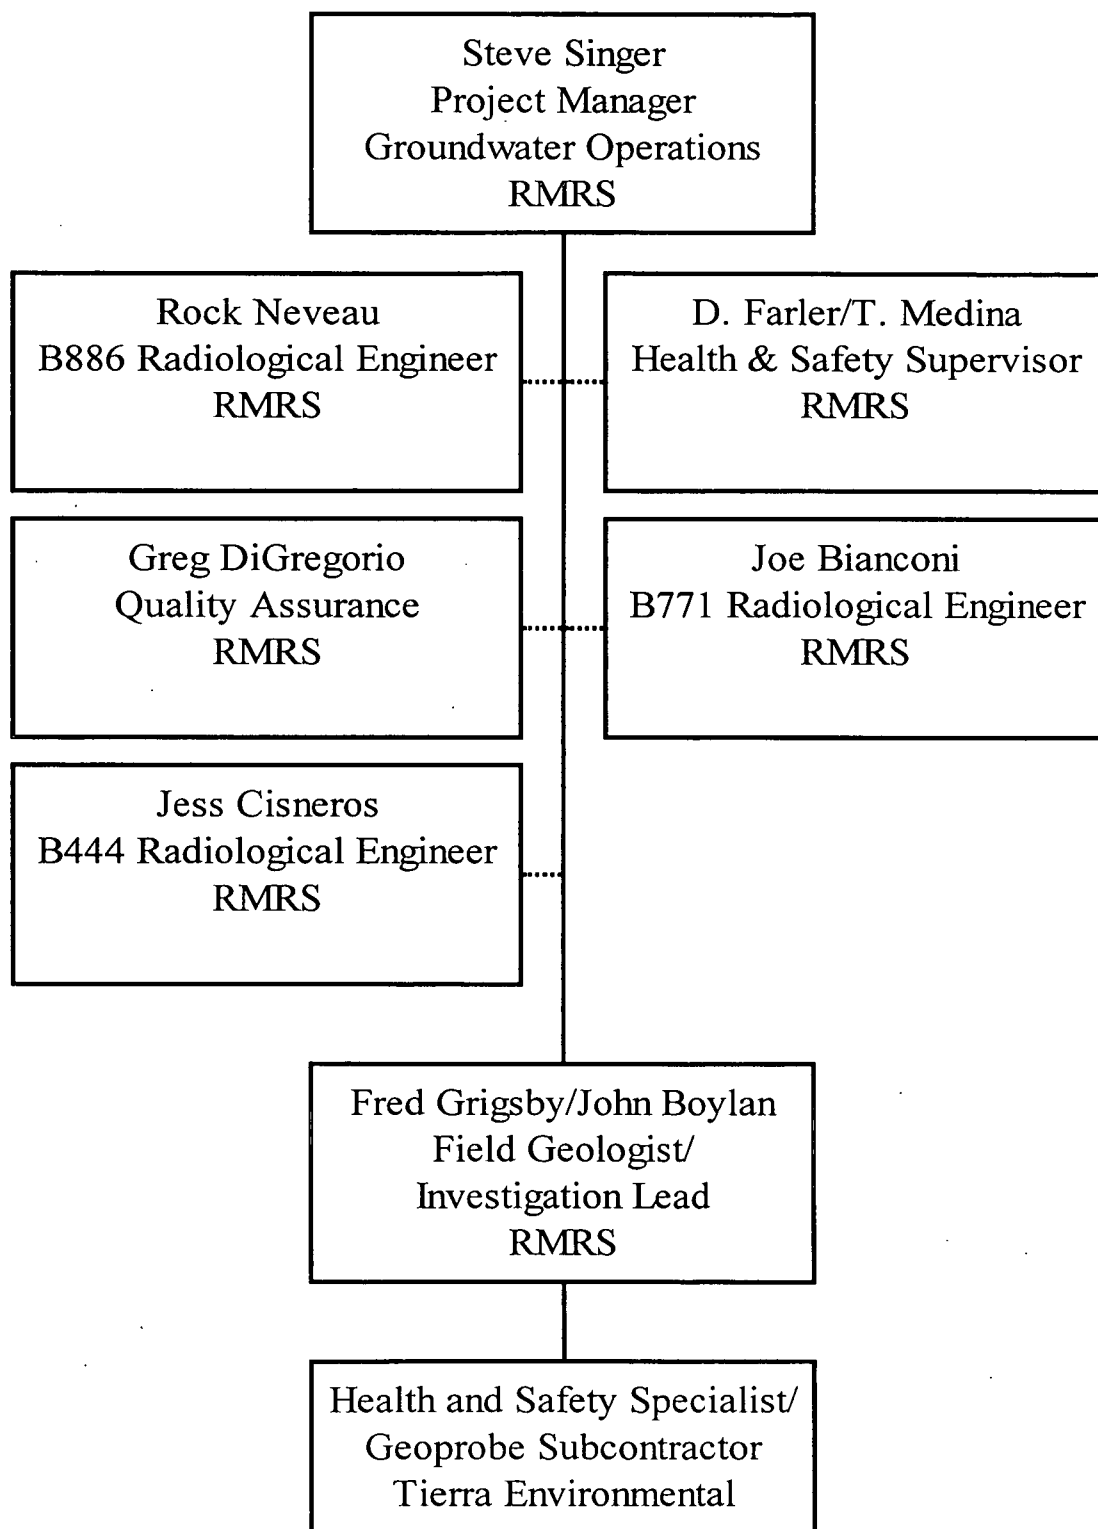 Steve Singer
Project Manager
Groundwater Operations
RMRS
Rock Neveau
B886 Radiological Engineer
RMRS
D. Farler/T. Medina
Health & Safety Supervisor
RMRS
Greg DiGregorio
Quality Assurance
RMRS
Joe Bianconi
B771 Radiological Engineer
RMRS
Jess Cisneros
B444 Radiological Engineer
RMRS
Fred Grigsby/John Boylan
Field Geologist/
Investigation Lead
RMRS
Health and Safety Specialist/
Geoprobe Subcontractor
Tierra Environmental